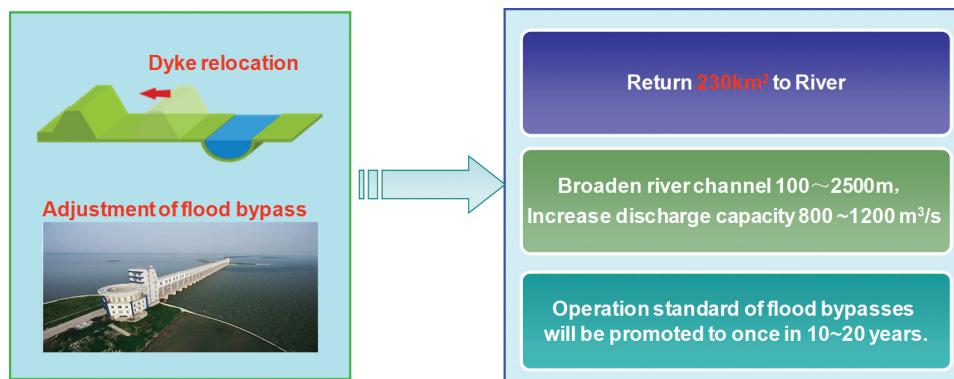 Dyke relocation
Adjustment of flood bypass
Return 230km² to River
Broaden river channel 100～2500m,
Increase discharge capacity 800 ~1200 m³/s
Operation standard of flood bypasses
will be promoted to once in 10~20 years.